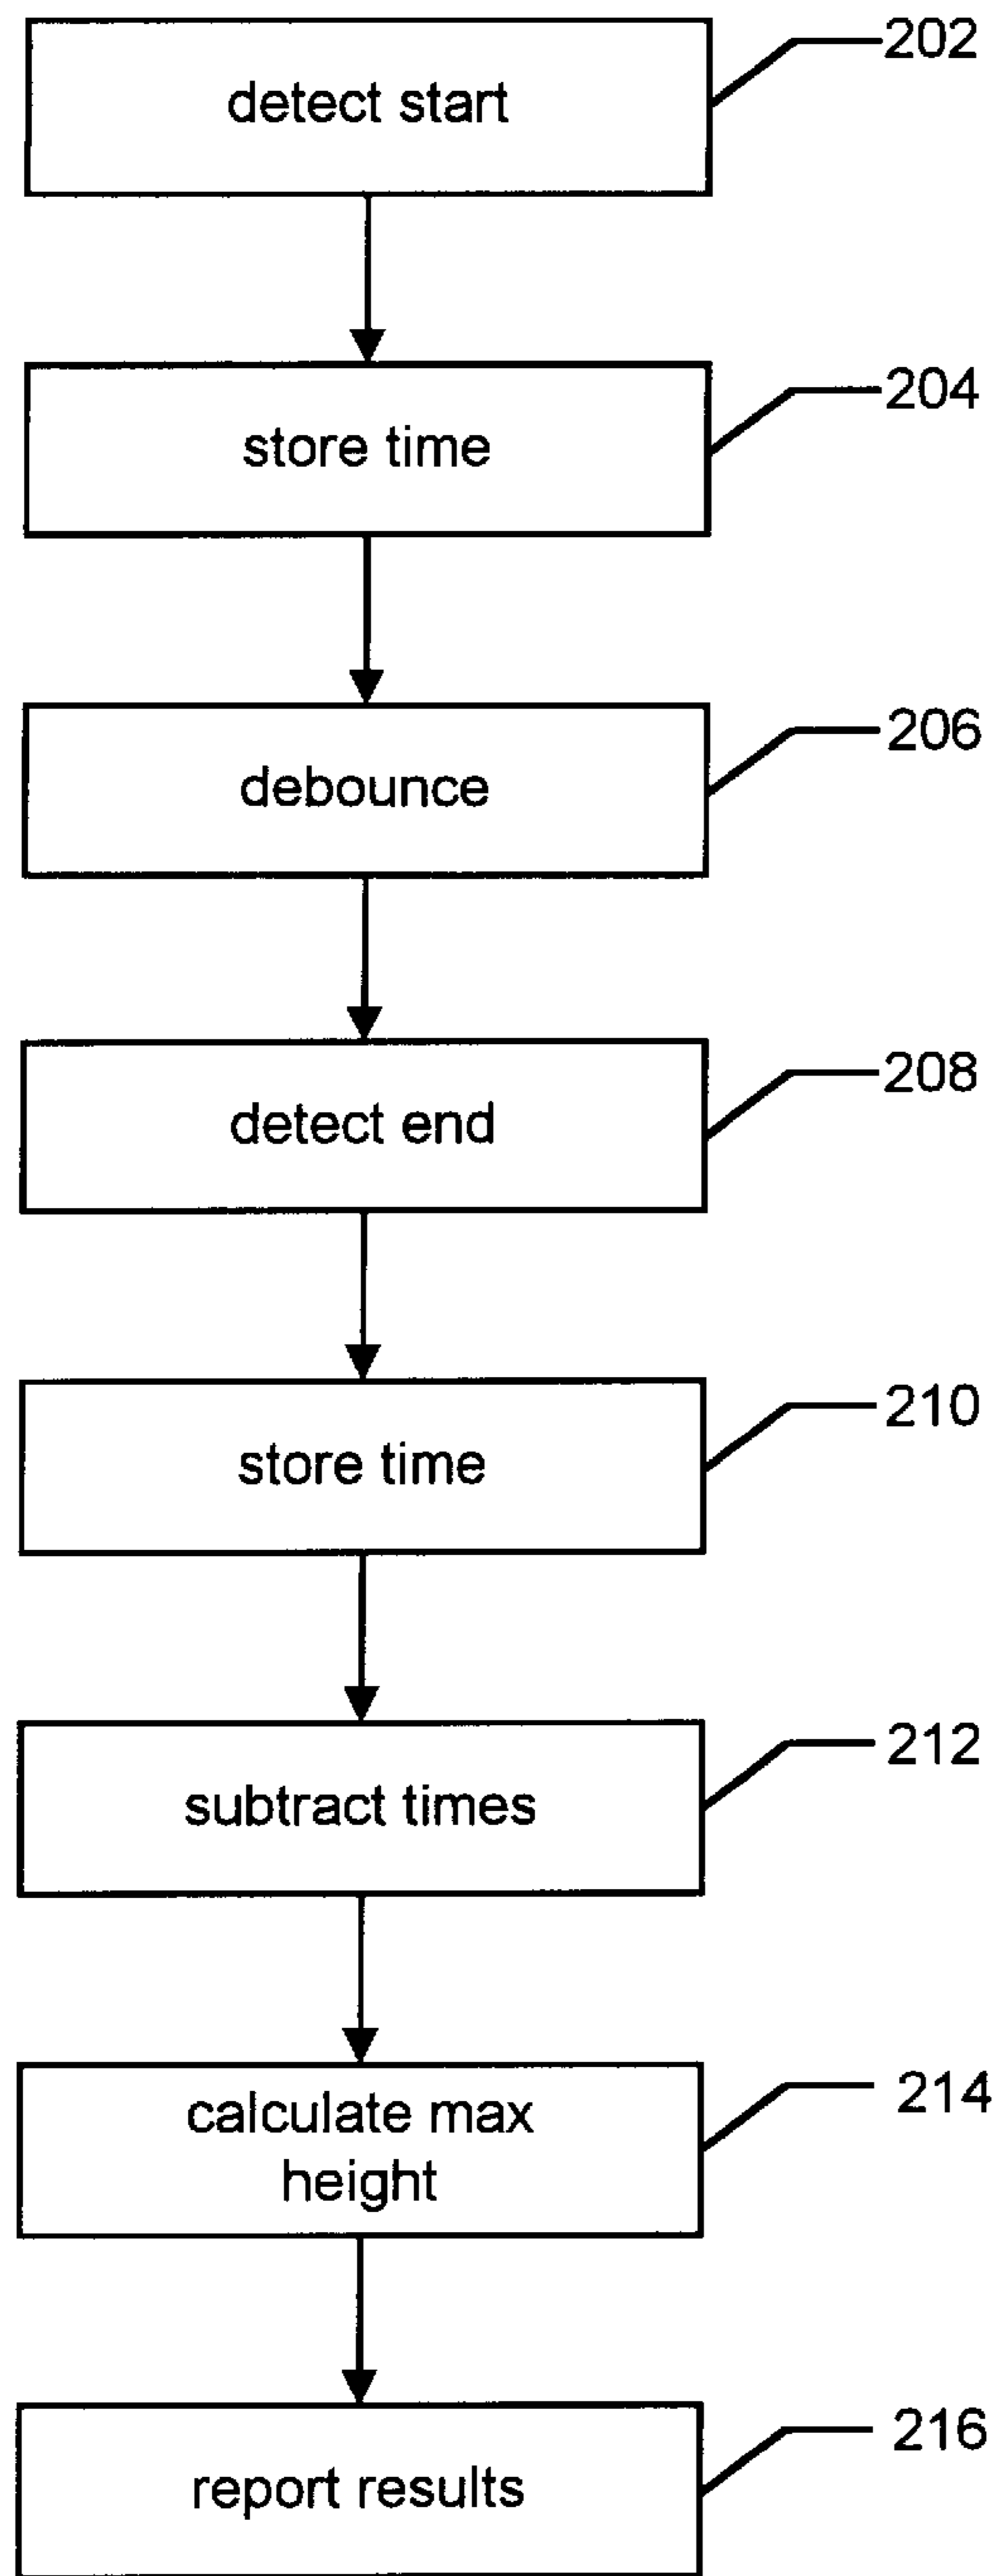 202
detect start
204
store time
206
debounce
208
detect end
210
store time
212
subtract times
214
calculate max
height
216
report results